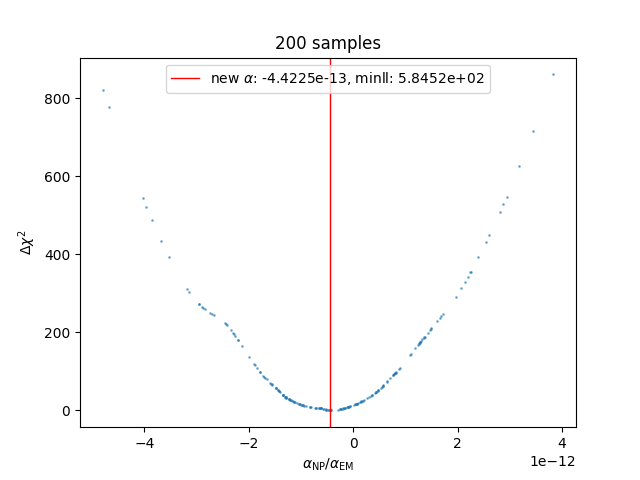 200 samples
new α: -4.4225e-13, minll: 5.8452e+02
Δχ²
800
600
400
200
0
−4
−2
0
2
4
1e−12
α_NP/α_EM